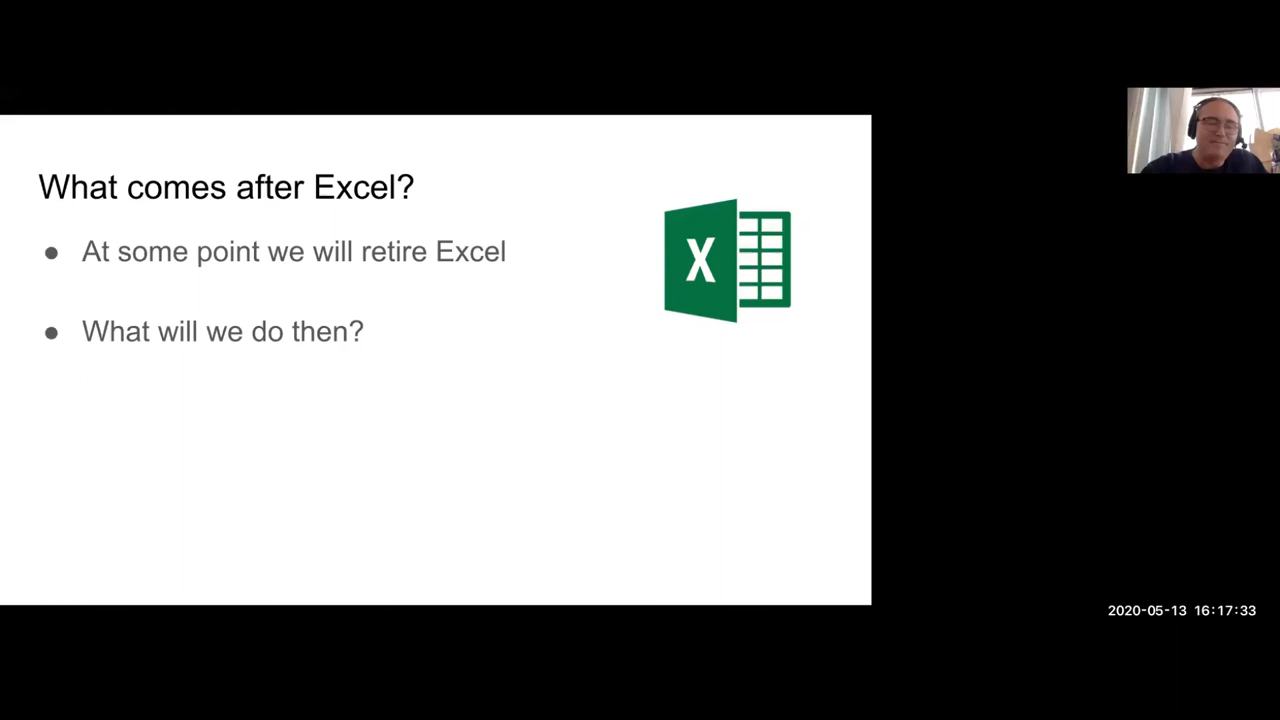 What comes after Excel?
● At some point we will retire Excel
● What will we do then?
X
2020-05-13 16:17:33